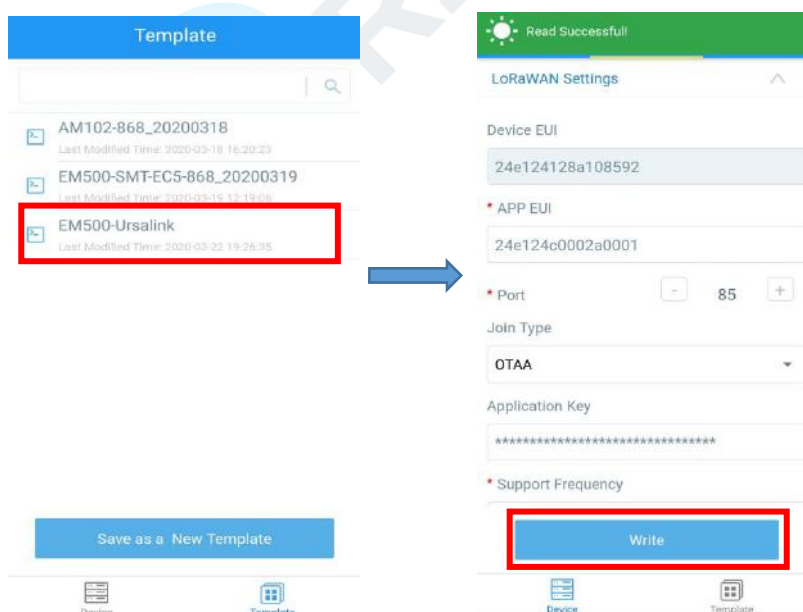 Template
AM102-868_20200318
Last Modified Time: 2020-03-18 16:20:23
EM500-SMT-EC5-868_20200319
Last Modified Time: 2020-03-19 12:19:06
EM500-Ursalink
Last Modified Time: 2020-03-22 19:26:35
Save as a New Template
Device
Template
Read Successful!
LoRaWAN Settings
Device EUI
24e124128a108592
* APP EUI
24e124c0002a0001
* Port
- 85 +
Join Type
OTAA
Application Key
********************************
* Support Frequency
Write
Device
Template